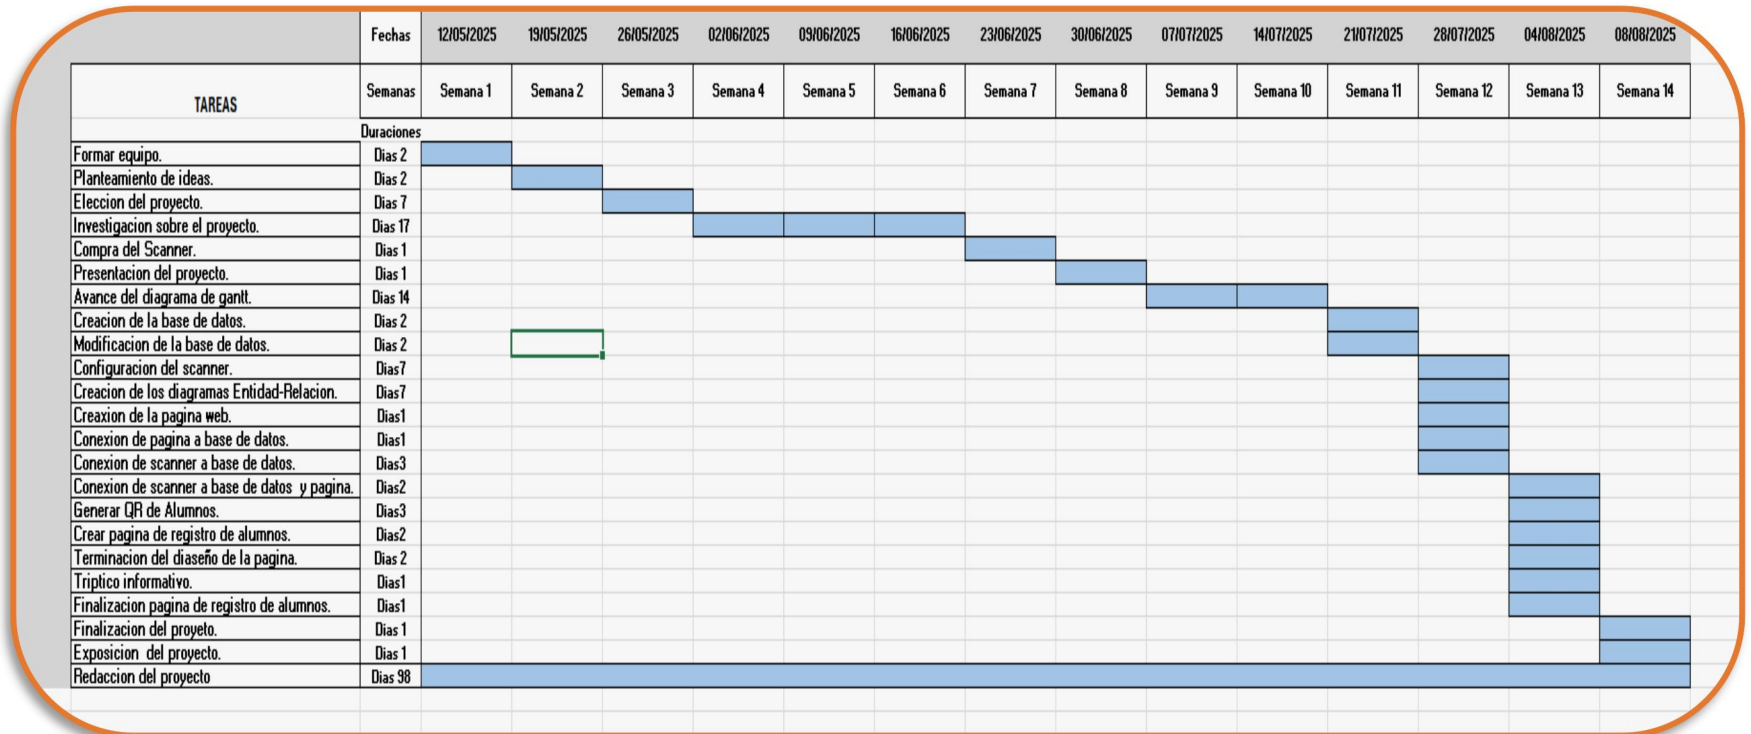 Fechas 12/05/2025 19/05/2025 26/05/2025 02/06/2025 09/06/2025 16/06/2025 23/06/2025 30/06/2025 07/07/2025 14/07/2025 21/07/2025 28/07/2025 04/08/2025 08/08/2025
TAREAS Semanas Semana 1 Semana 2 Semana 3 Semana 4 Semana 5 Semana 6 Semana 7 Semana 8 Semana 9 Semana 10 Semana 11 Semana 12 Semana 13 Semana 14
Duraciones
Formar equipo. Dias 2
Planteamiento de ideas. Dias 2
Eleccion del proyecto. Dias 7
Investigacion sobre el proyecto. Dias 17
Compra del Scanner. Dias 1
Presentacion del proyecto. Dias 1
Avance del diagrama de gantt. Dias 14
Creacion de la base de datos. Dias 2
Modificacion de la base de datos. Dias 2
Configuracion del scanner. Dias7
Creacion de los diagramas Entidad-Relacion. Dias7
Creaxion de la pagina web. Dias1
Conexion de pagina a base de datos. Dias1
Conexion de scanner a base de datos. Dias3
Conexion de scanner a base de datos y pagina. Dias2
Generar QR de Alumnos. Dias3
Crear pagina de registro de alumnos. Dias2
Terminacion del diaseño de la pagina. Dias 2
Triptico informativo. Dias1
Finalizacion pagina de registro de alumnos. Dias1
Finalizacion del proyeto. Dias 1
Exposicion del proyecto. Dias 1
Redaccion del proyecto Dias 98